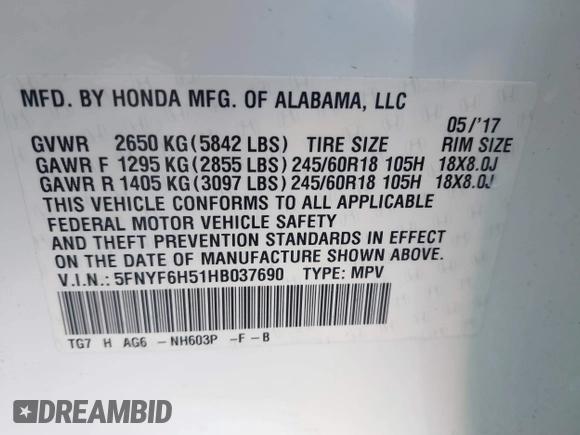 MFD. BY HONDA MFG. OF ALABAMA, LLC
05/'17
GVWR 2650 KG(5842 LBS) TIRE SIZE RIM SIZE
GAWR F 1295 KG(2855 LBS)245/60R18 105H 18X8.0J
GAWR R 1405 KG(3097 LBS)245/60R18 105H 18X8.0J
THIS VEHICLE CONFORMS TO ALL APPLICABLE
FEDERAL MOTOR VEHICLE SAFETY
AND THEFT PREVENTION STANDARDS IN EFFECT
ON THE DATE OF MANUFACTURE SHOWN ABOVE.
V.I.N.: 5FNYF6H51HB037690 TYPE: MPV
TG7 H AG6 - NH603P -F - B
DREAMBID